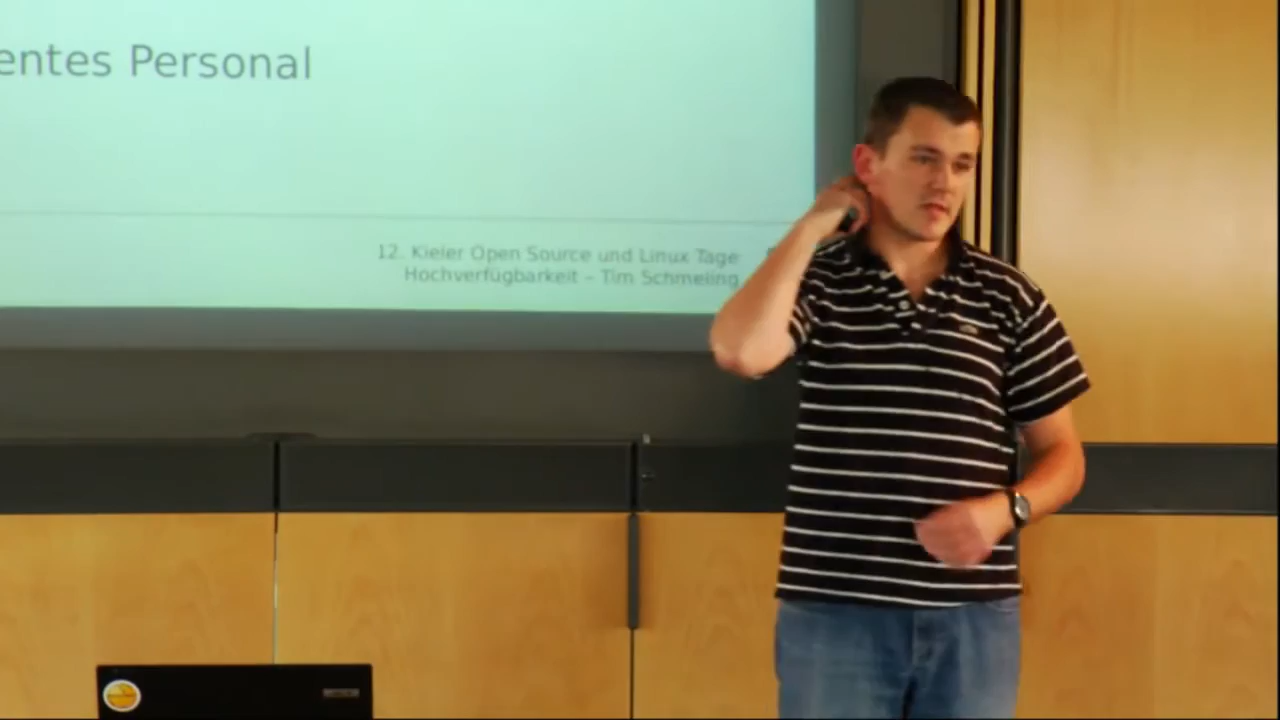 entes Personal
12. Kieler Open Source und Linux Tage
Hochverfügbarkeit – Tim Schmeling